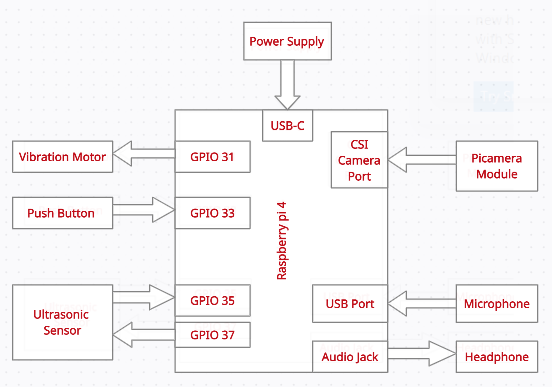 Power Supply
USB-C
Vibration Motor
GPIO 31
CSI
Camera
Port
Picamera
Module
Push Button
GPIO 33
Raspberry pi 4
Ultrasonic
Sensor
GPIO 35
GPIO 37
USB Port
Microphone
Audio Jack
Headphone